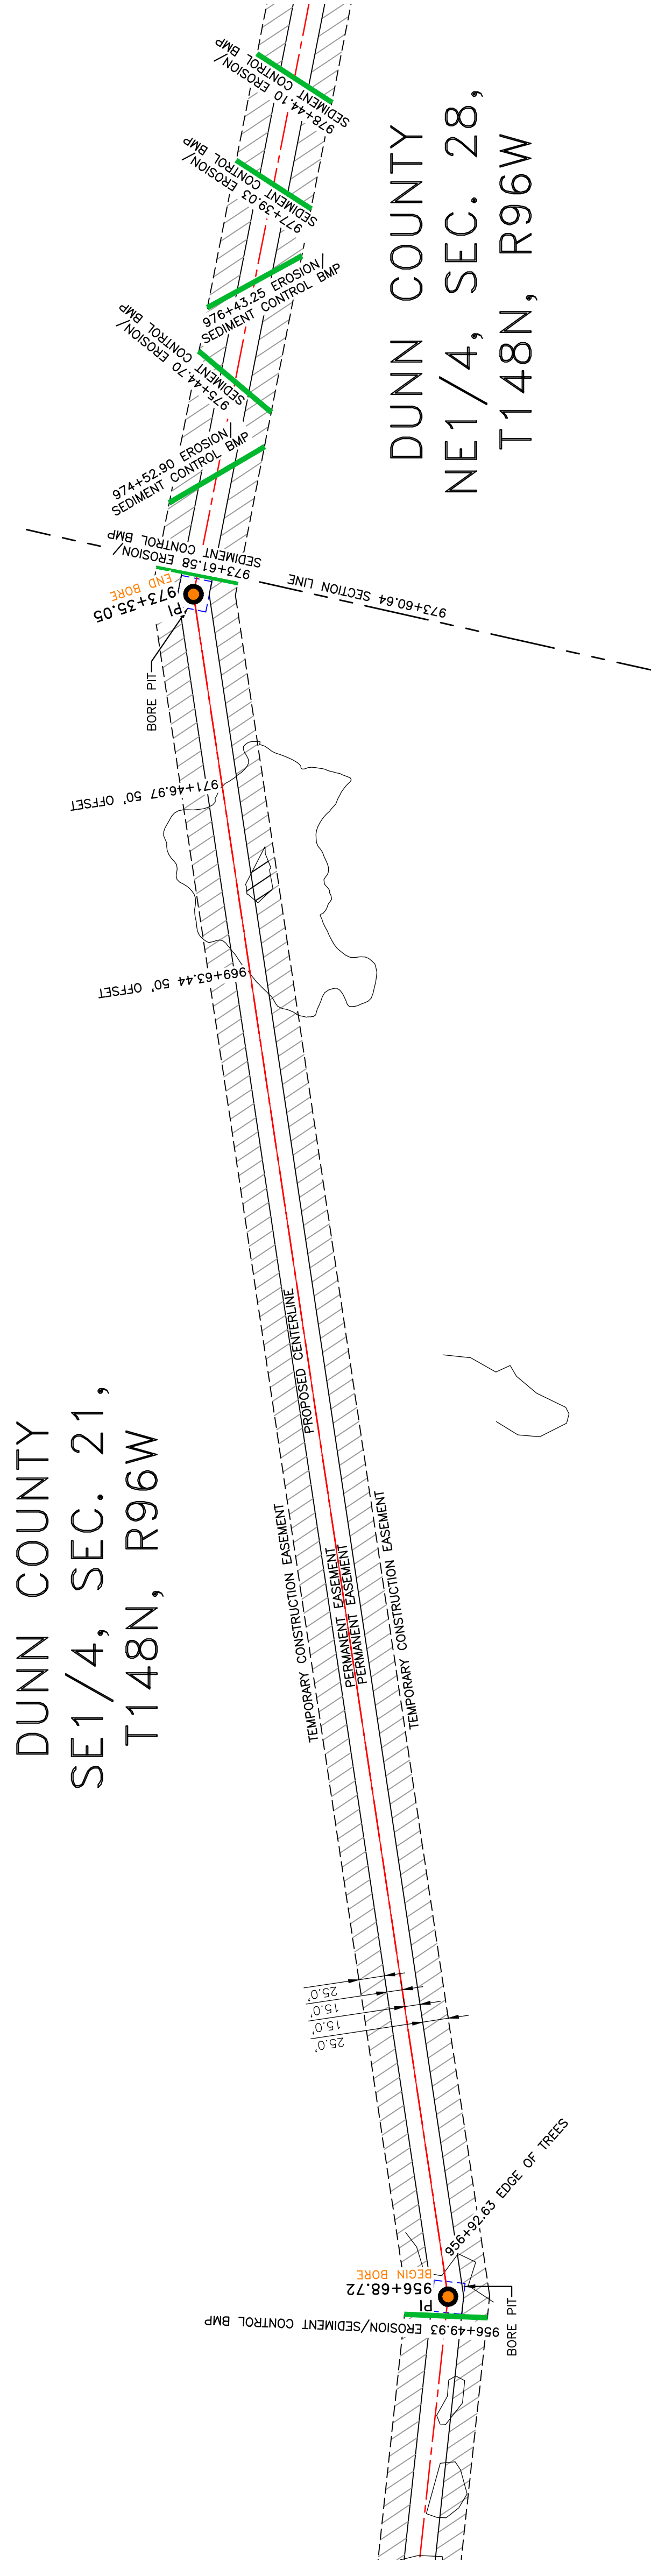 978+44.10 EROSION/
SEDIMENT CONTROL BMP
977+39.03 EROSION/
SEDIMENT CONTROL BMP
976+43.25 EROSION/
SEDIMENT CONTROL BMP
975+44.70 EROSION/
SEDIMENT CONTROL BMP
974+52.90 EROSION/
SEDIMENT CONTROL BMP
DUNN COUNTY
NE1/4, SEC. 28,
T148N, R96W
973+61.58 EROSION/
SEDIMENT CONTROL BMP
973+60.64 SECTION LINE
END BORE
973+35.05
PI
BORE PIT
971+46.97 50' OFFSET
969+63.44 50' OFFSET
PROPOSED CENTERLINE
DUNN COUNTY
SE1/4, SEC. 21,
T148N, R96W
TEMPORARY CONSTRUCTION EASEMENT
PERMANENT EASEMENT
PERMANENT EASEMENT
TEMPORARY CONSTRUCTION EASEMENT
25.0'
15.0'
15.0'
25.0'
956+92.63 EDGE OF TREES
BEGIN BORE
956+68.72
PI
BORE PIT
956+49.93 EROSION/SEDIMENT CONTROL BMP